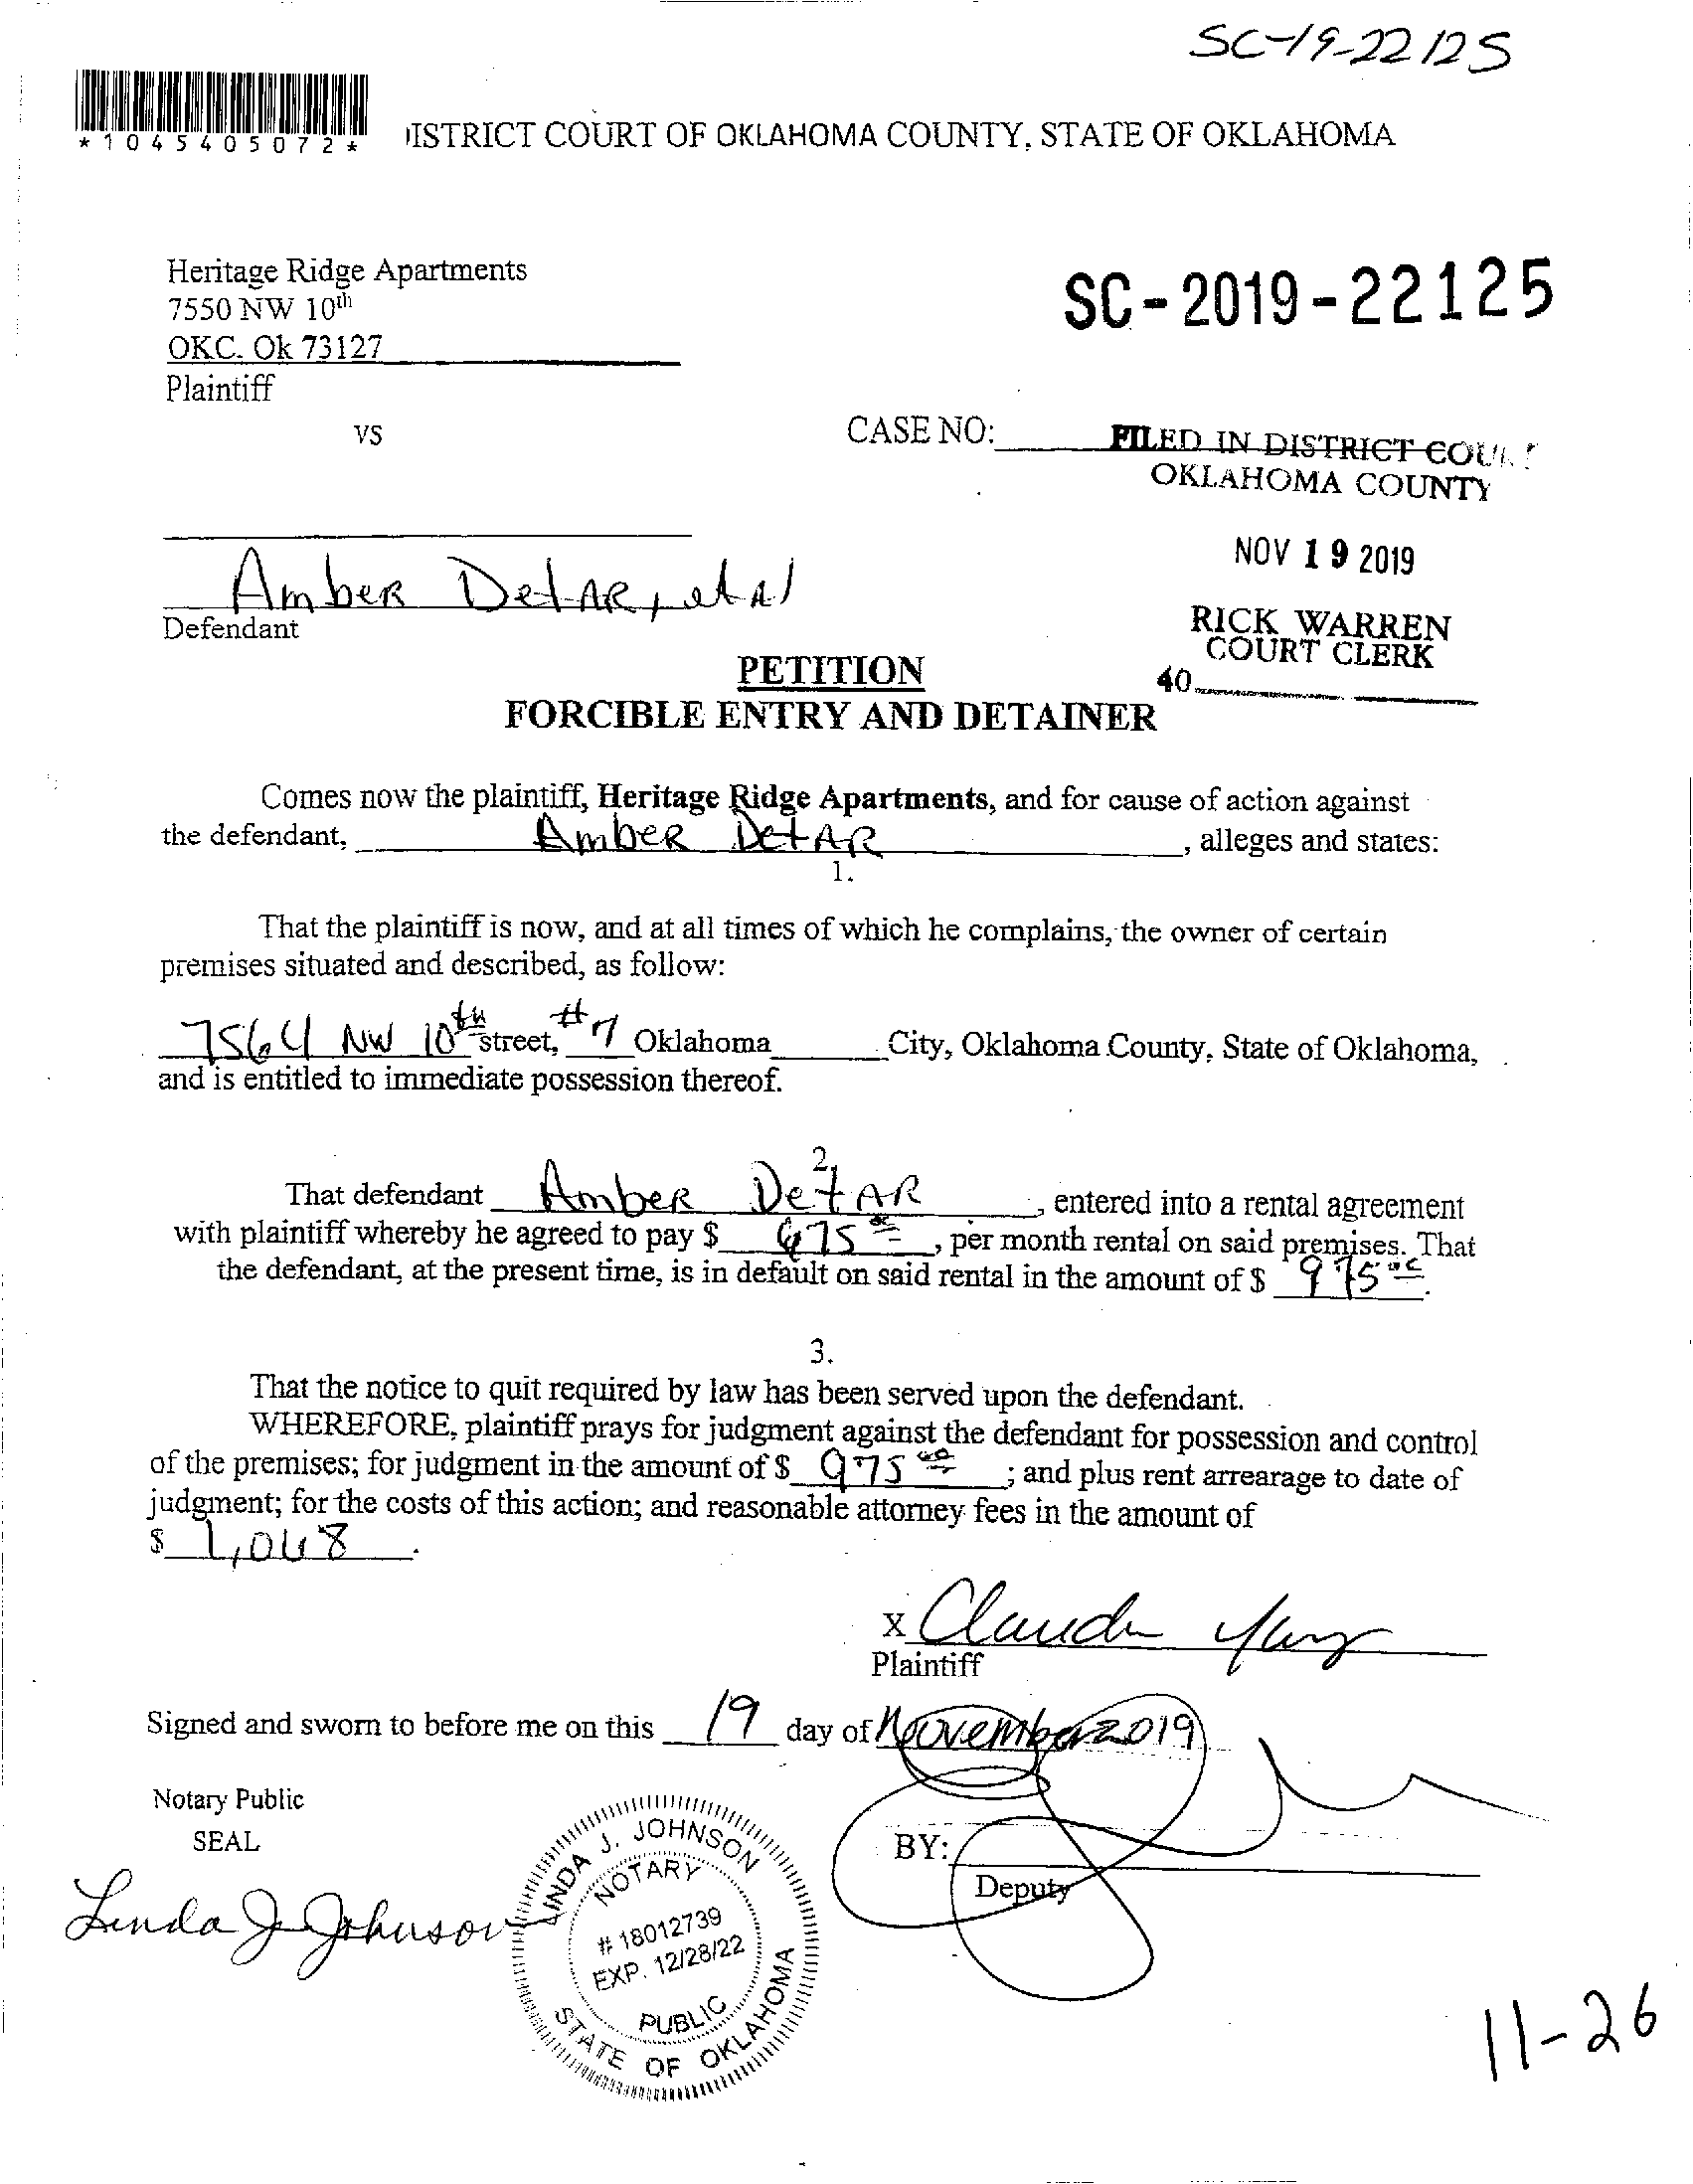 SC-19-22125
*1045405072*
ISTRICT COURT OF OKLAHOMA COUNTY, STATE OF OKLAHOMA
Heritage Ridge Apartments
7550 NW 10th
OKC. Ok 73127
Plaintiff
SC-2019-22125
VS
CASE NO:
FILED IN DISTRICT COURT
OKLAHOMA COUNTY
NOV 19 2019
RICK WARREN
COURT CLERK
40
Amber Detar, etal
Defendant
PETITION
FORCIBLE ENTRY AND DETAINER
Comes now the plaintiff, Heritage Ridge Apartments, and for cause of action against
the defendant, Amber Detar, alleges and states:
1.
That the plaintiff is now, and at all times of which he complains, the owner of certain
premises situated and described, as follow:
7564 NW 10th street, #7 Oklahoma City, Oklahoma County, State of Oklahoma,
and is entitled to immediate possession thereof.
2.
That defendant Amber Detar, entered into a rental agreement
with plaintiff whereby he agreed to pay $ 675 00, per month rental on said premises. That
the defendant, at the present time, is in default on said rental in the amount of $ 975 00.
3.
That the notice to quit required by law has been served upon the defendant.
WHEREFORE, plaintiff prays for judgment against the defendant for possession and control
of the premises; for judgment in the amount of $ 975 00; and plus rent arrearage to date of
judgment; for the costs of this action; and reasonable attorney fees in the amount of
$ 1,048.
X Claudia
Plaintiff
Signed and sworn to before me on this 19 day of November 2019
Notary Public
SEAL
Linda J Johnson
LINDA J. JOHNSON
NOTARY
# 18012739
EXP. 12/28/22
PUBLIC
STATE OF OKLAHOMA
BY:
Deputy
11-26